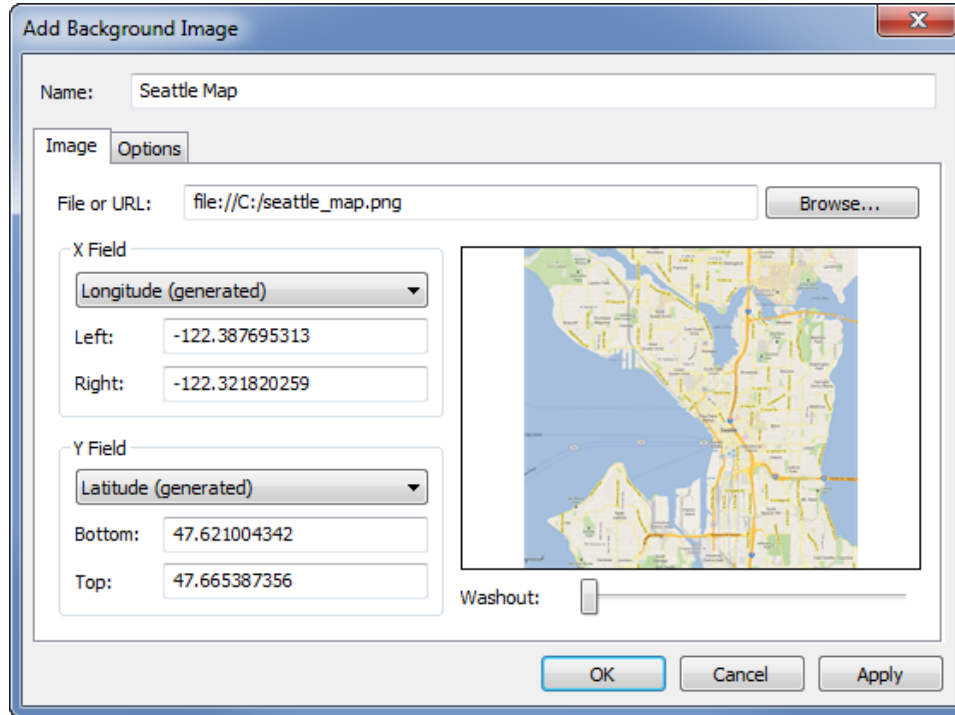 Add Background Image
Name: Seattle Map
Image Options
File or URL: file://C:/seattle_map.png Browse...
X Field
Longitude (generated)
Left: -122.387695313
Right: -122.321820259
Y Field
Latitude (generated)
Bottom: 47.621004342
Top: 47.665387356
Seattle
Washout:
OK Cancel Apply